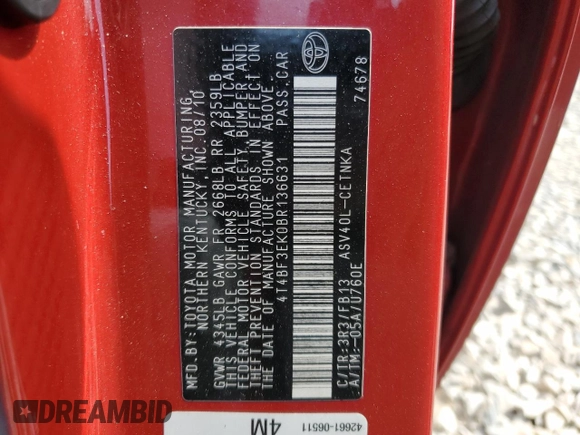 MFD. BY: TOYOTA MOTOR MANUFACTURING,
NORTHERN KENTUCKY, INC. 08/10
GVWR 4345LB GAWR FR 2668LB RR 2359LB
THIS VEHICLE CONFORMS TO ALL APPLICABLE
FEDERAL MOTOR VEHICLE SAFETY, BUMPER, AND
THEFT PREVENTION STANDARDS IN EFFECT ON
THE DATE OF MANUFACTURE SHOWN ABOVE.
4T4BF3EK0BR136631 PASS. CAR
C/TR:3R3/FB13 ASV40L-CETNKA
A/TM:-05A/U760E 74678
42661-06511
4M
DREAMBID